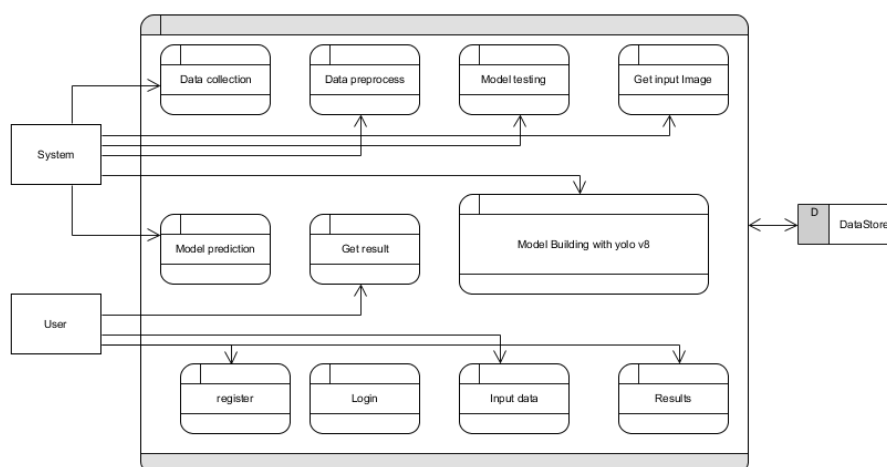 Data collection
Data preprocess
Model testing
Get input Image
System
Model prediction
Get result
Model Building with yolo v8
D
DataStore
User
register
Login
Input data
Results